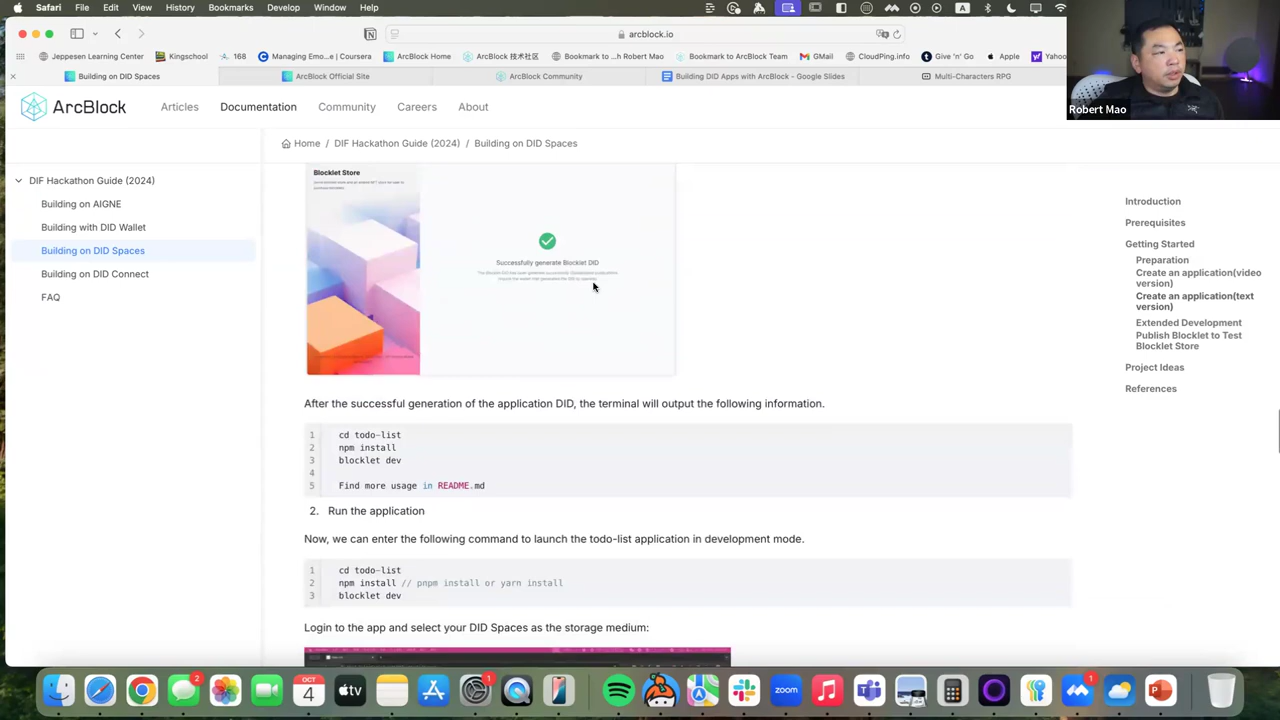 Safari File Edit View History Bookmarks Develop Window Help
arcblock.io
Jeppesen Learning Center Kingschool 168 Managing Emo...e | Coursera ArcBlock Home ArcBlock 技术社区 Bookmark to ...h Robert Mao Bookmark to ArcBlock Team GMail CloudPing.info Give 'n' Go Apple Yahoo
Building on DID Spaces ArcBlock Official Site ArcBlock Community Building DID Apps with ArcBlock - Google Slides Multi-Characters RPG
Robert Mao
ArcBlock Articles Documentation Community Careers About
Home / DIF Hackathon Guide (2024) / Building on DID Spaces
DIF Hackathon Guide (2024)
Building on AIGNE
Building with DID Wallet
Building on DID Spaces
Building on DID Connect
FAQ
Blocklet Store
Successfully generate Blocklet DID
After the successful generation of the application DID, the terminal will output the following information.
1 cd todo-list
2 npm install
3 blocklet dev
4
5 Find more usage in README.md
2. Run the application
Now, we can enter the following command to launch the todo-list application in development mode.
1 cd todo-list
2 npm install // pnpm install or yarn install
3 blocklet dev
Login to the app and select your DID Spaces as the storage medium:
Introduction
Prerequisites
Getting Started
Preparation
Create an application(video
version)
Create an application(text
version)
Extended Development
Publish Blocklet to Test
Blocklet Store
Project Ideas
References
2
OCT
4
1
zoom
1